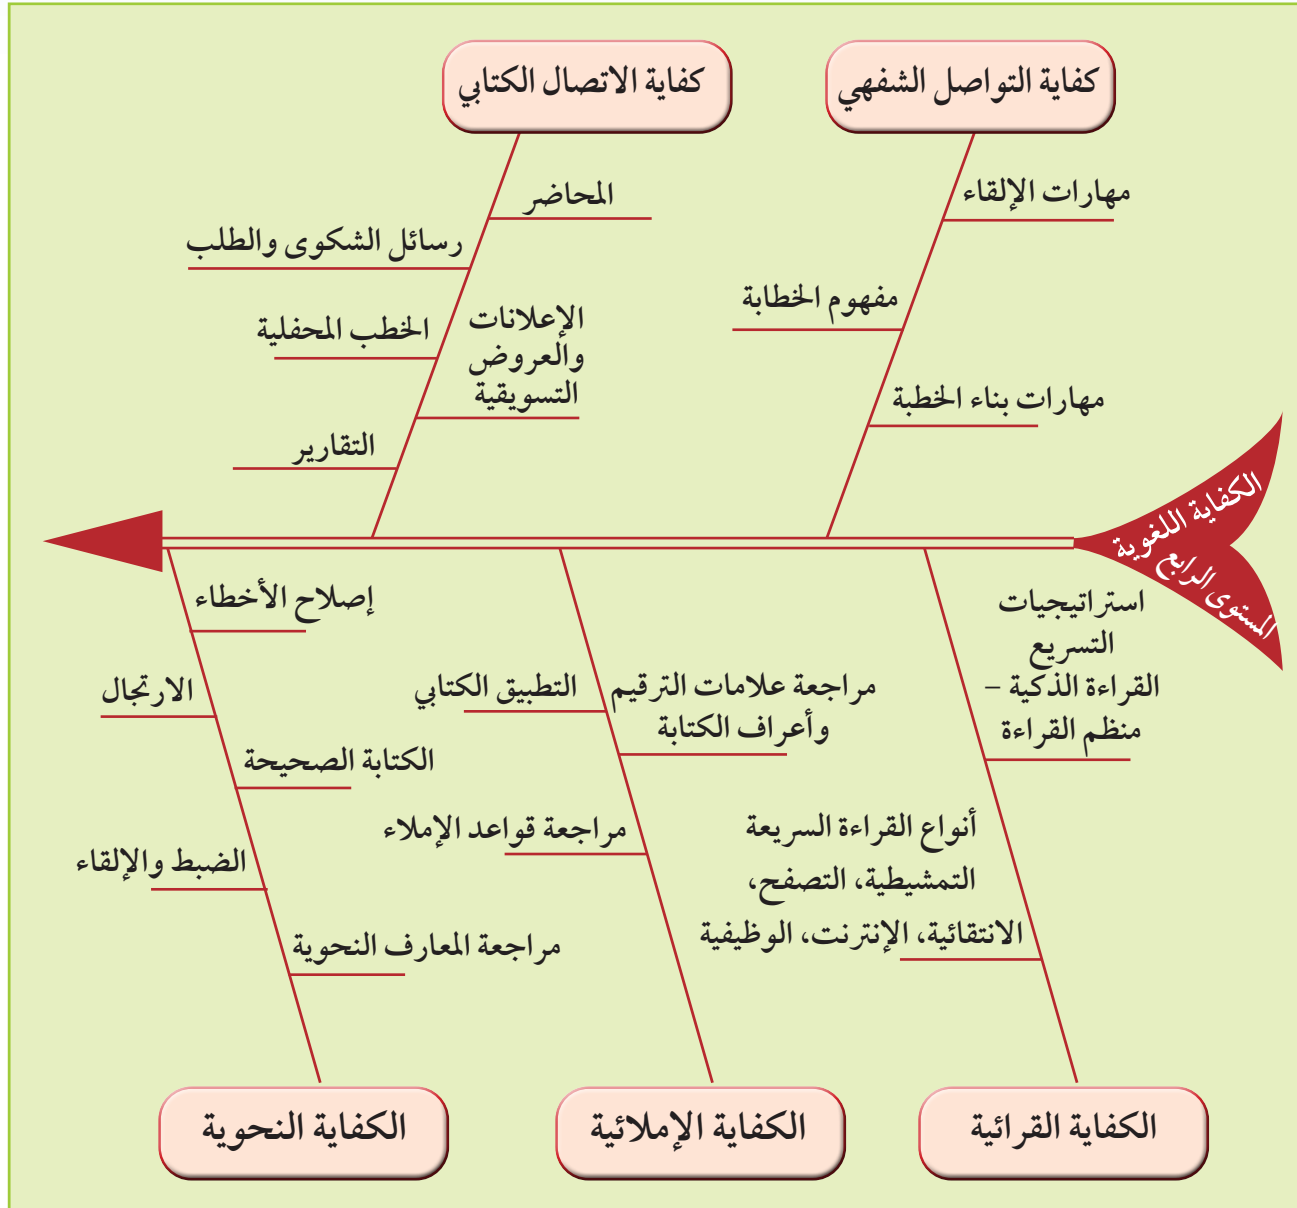 كفاية التواصل الشفهي
مهارات الإلقاء
مفهوم الخطابة
مهارات بناء الخطبة
كفاية الاتصال الكتابي
المحاضر
رسائل الشكوى والطلب
الإعلانات
والعروض
التسويقية
الخطب المحفلية
التقارير
الكفاية اللغوية
المستوى الرابع
استراتيجيات
التسريع
القراءة الذكية –
منظم القراءة
أنواع القراءة السريعة
التمشيطية، التصفح،
الانتقائية، الإنترنت، الوظيفية
الكفاية القرائية
التطبيق الكتابي
مراجعة علامات الترقيم
وأعراف الكتابة
مراجعة قواعد الإملاء
الكفاية الإملائية
إصلاح الأخطاء
الارتجال
الكتابة الصحيحة
الضبط والإلقاء
مراجعة المعارف النحوية
الكفاية النحوية